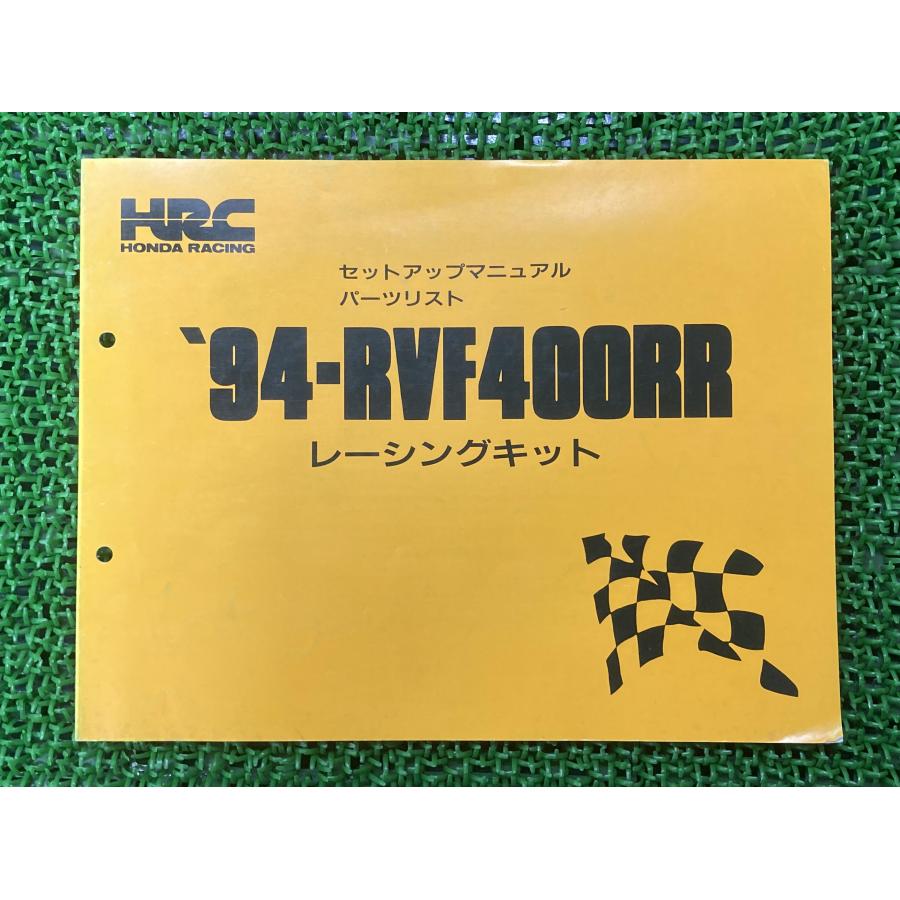 HRC
HONDA RACING
セットアップマニュアル
パーツリスト
`94-RVF400RR
レーシングキット